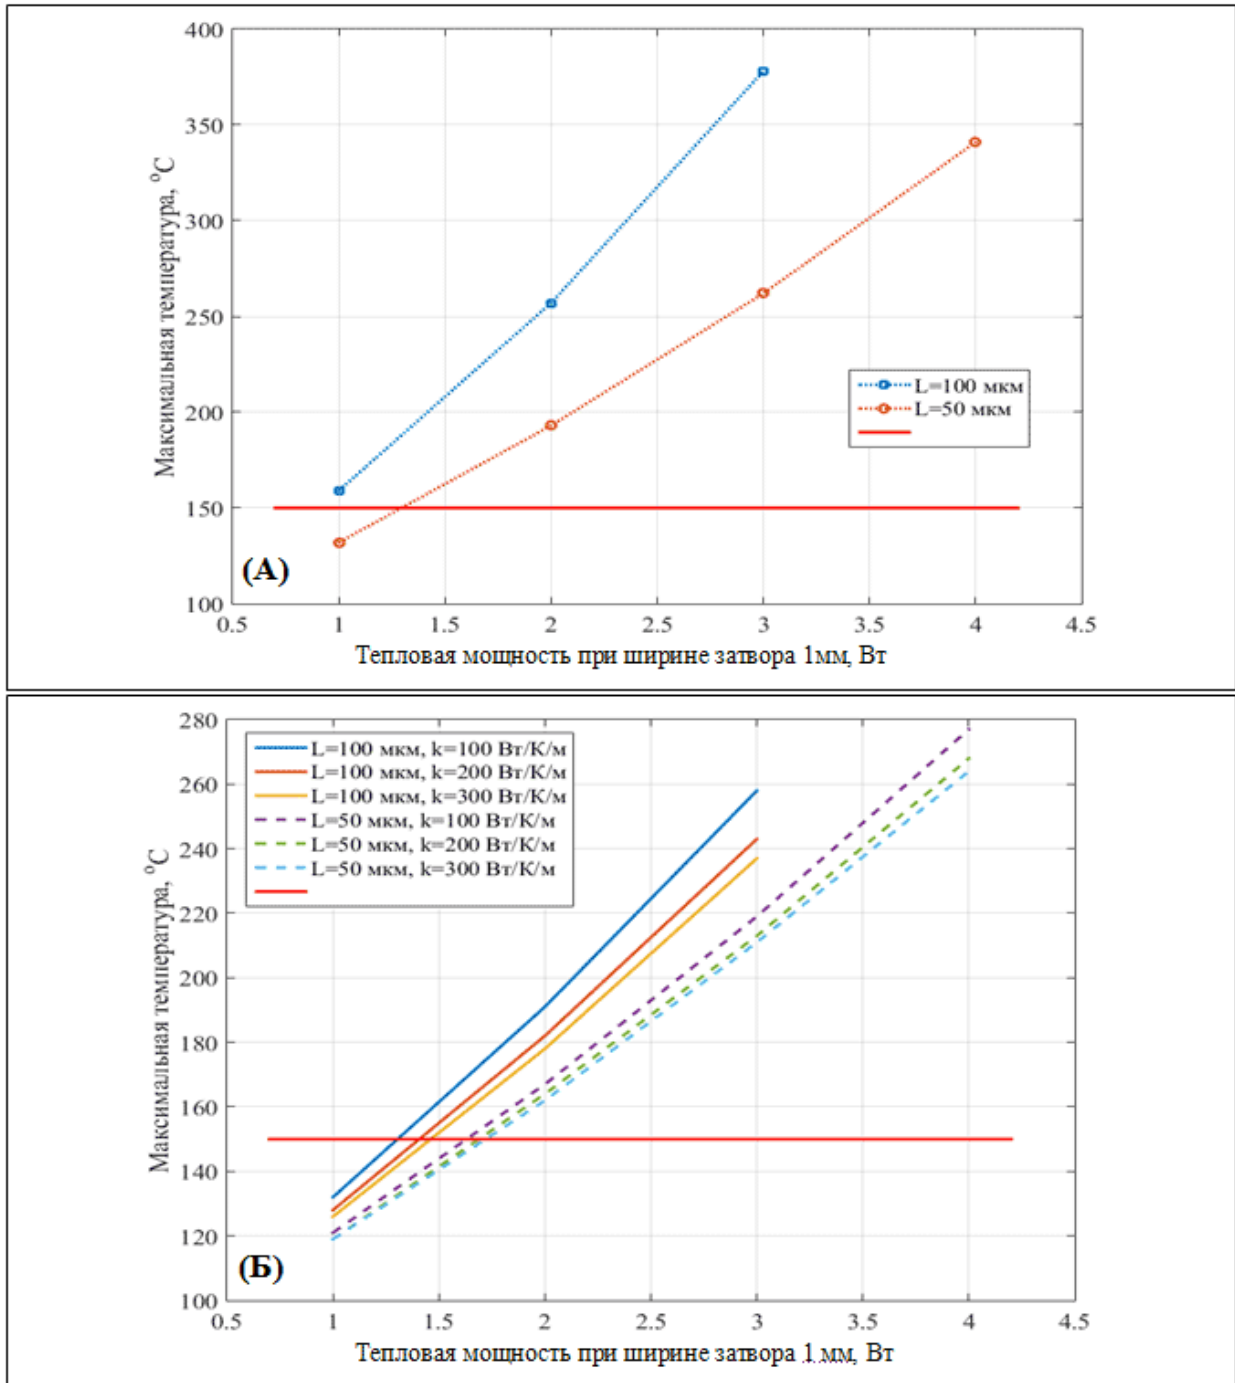 400
350
300
250
200
150
100
Максимальная температура, °С
0.5 1 1.5 2 2.5 3 3.5 4 4.5
Тепловая мощность при ширине затвора 1мм, Вт
L=100 мкм
L=50 мкм
(А)
280
260
240
220
200
180
160
140
120
100
Максимальная температура, °С
0.5 1 1.5 2 2.5 3 3.5 4 4.5
Тепловая мощность при ширине затвора 1 мм, Вт
L=100 мкм, k=100 Вт/К/м
L=100 мкм, k=200 Вт/К/м
L=100 мкм, k=300 Вт/К/м
L=50 мкм, k=100 Вт/К/м
L=50 мкм, k=200 Вт/К/м
L=50 мкм, k=300 Вт/К/м
(Б)